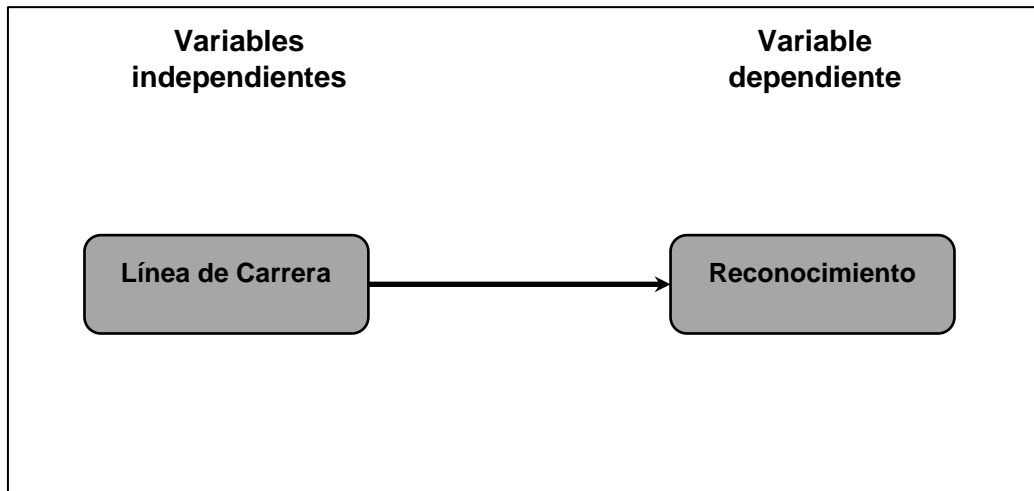 Variables
independientes
Variable
dependiente
Línea de Carrera
Reconocimiento